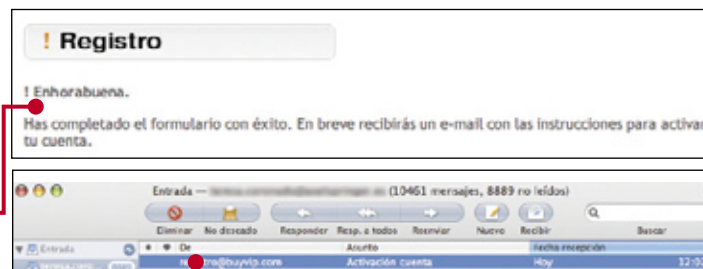 ! Registro
! Enhorabuena.
Has completado el formulario con éxito. En breve recibirás un e-mail con las instrucciones para activar
tu cuenta.
Entrada — (10461 mensajes, 8889 no leídos)
Eliminar No deseado Responder Resp. a todos Reenviar Nuevo Recibir Buscar
Entrada De Asunto Fecha recepción
registro@buyvip.com Activación cuenta Hoy